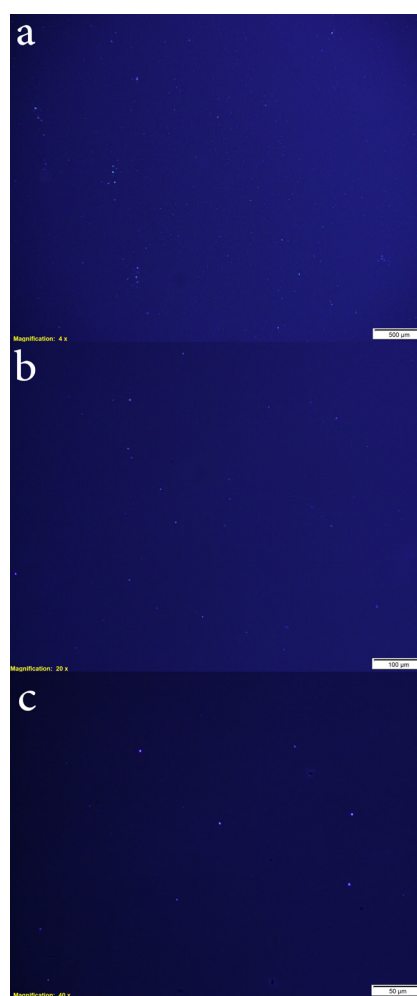 a
Magnification: 4 x
500 µm
b
Magnification: 20 x
100 µm
c
Magnification: 40 x
50 µm